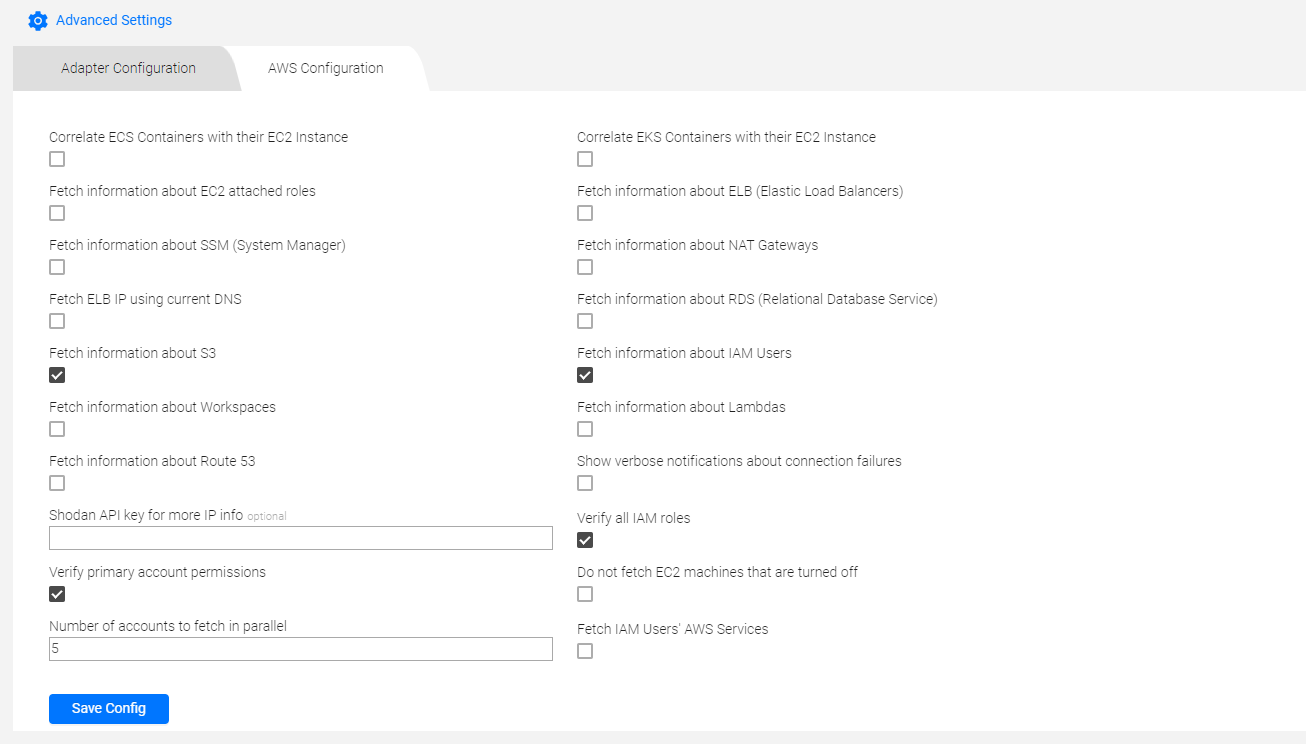 Advanced Settings
Adapter Configuration
AWS Configuration
Correlate ECS Containers with their EC2 Instance
Correlate EKS Containers with their EC2 Instance
Fetch information about EC2 attached roles
Fetch information about ELB (Elastic Load Balancers)
Fetch information about SSM (System Manager)
Fetch information about NAT Gateways
Fetch ELB IP using current DNS
Fetch information about RDS (Relational Database Service)
Fetch information about S3
Fetch information about IAM Users
Fetch information about Workspaces
Fetch information about Lambdas
Fetch information about Route 53
Show verbose notifications about connection failures
Shodan API key for more IP info optional
Verify all IAM roles
Verify primary account permissions
Do not fetch EC2 machines that are turned off
Number of accounts to fetch in parallel
5
Fetch IAM Users' AWS Services
Save Config